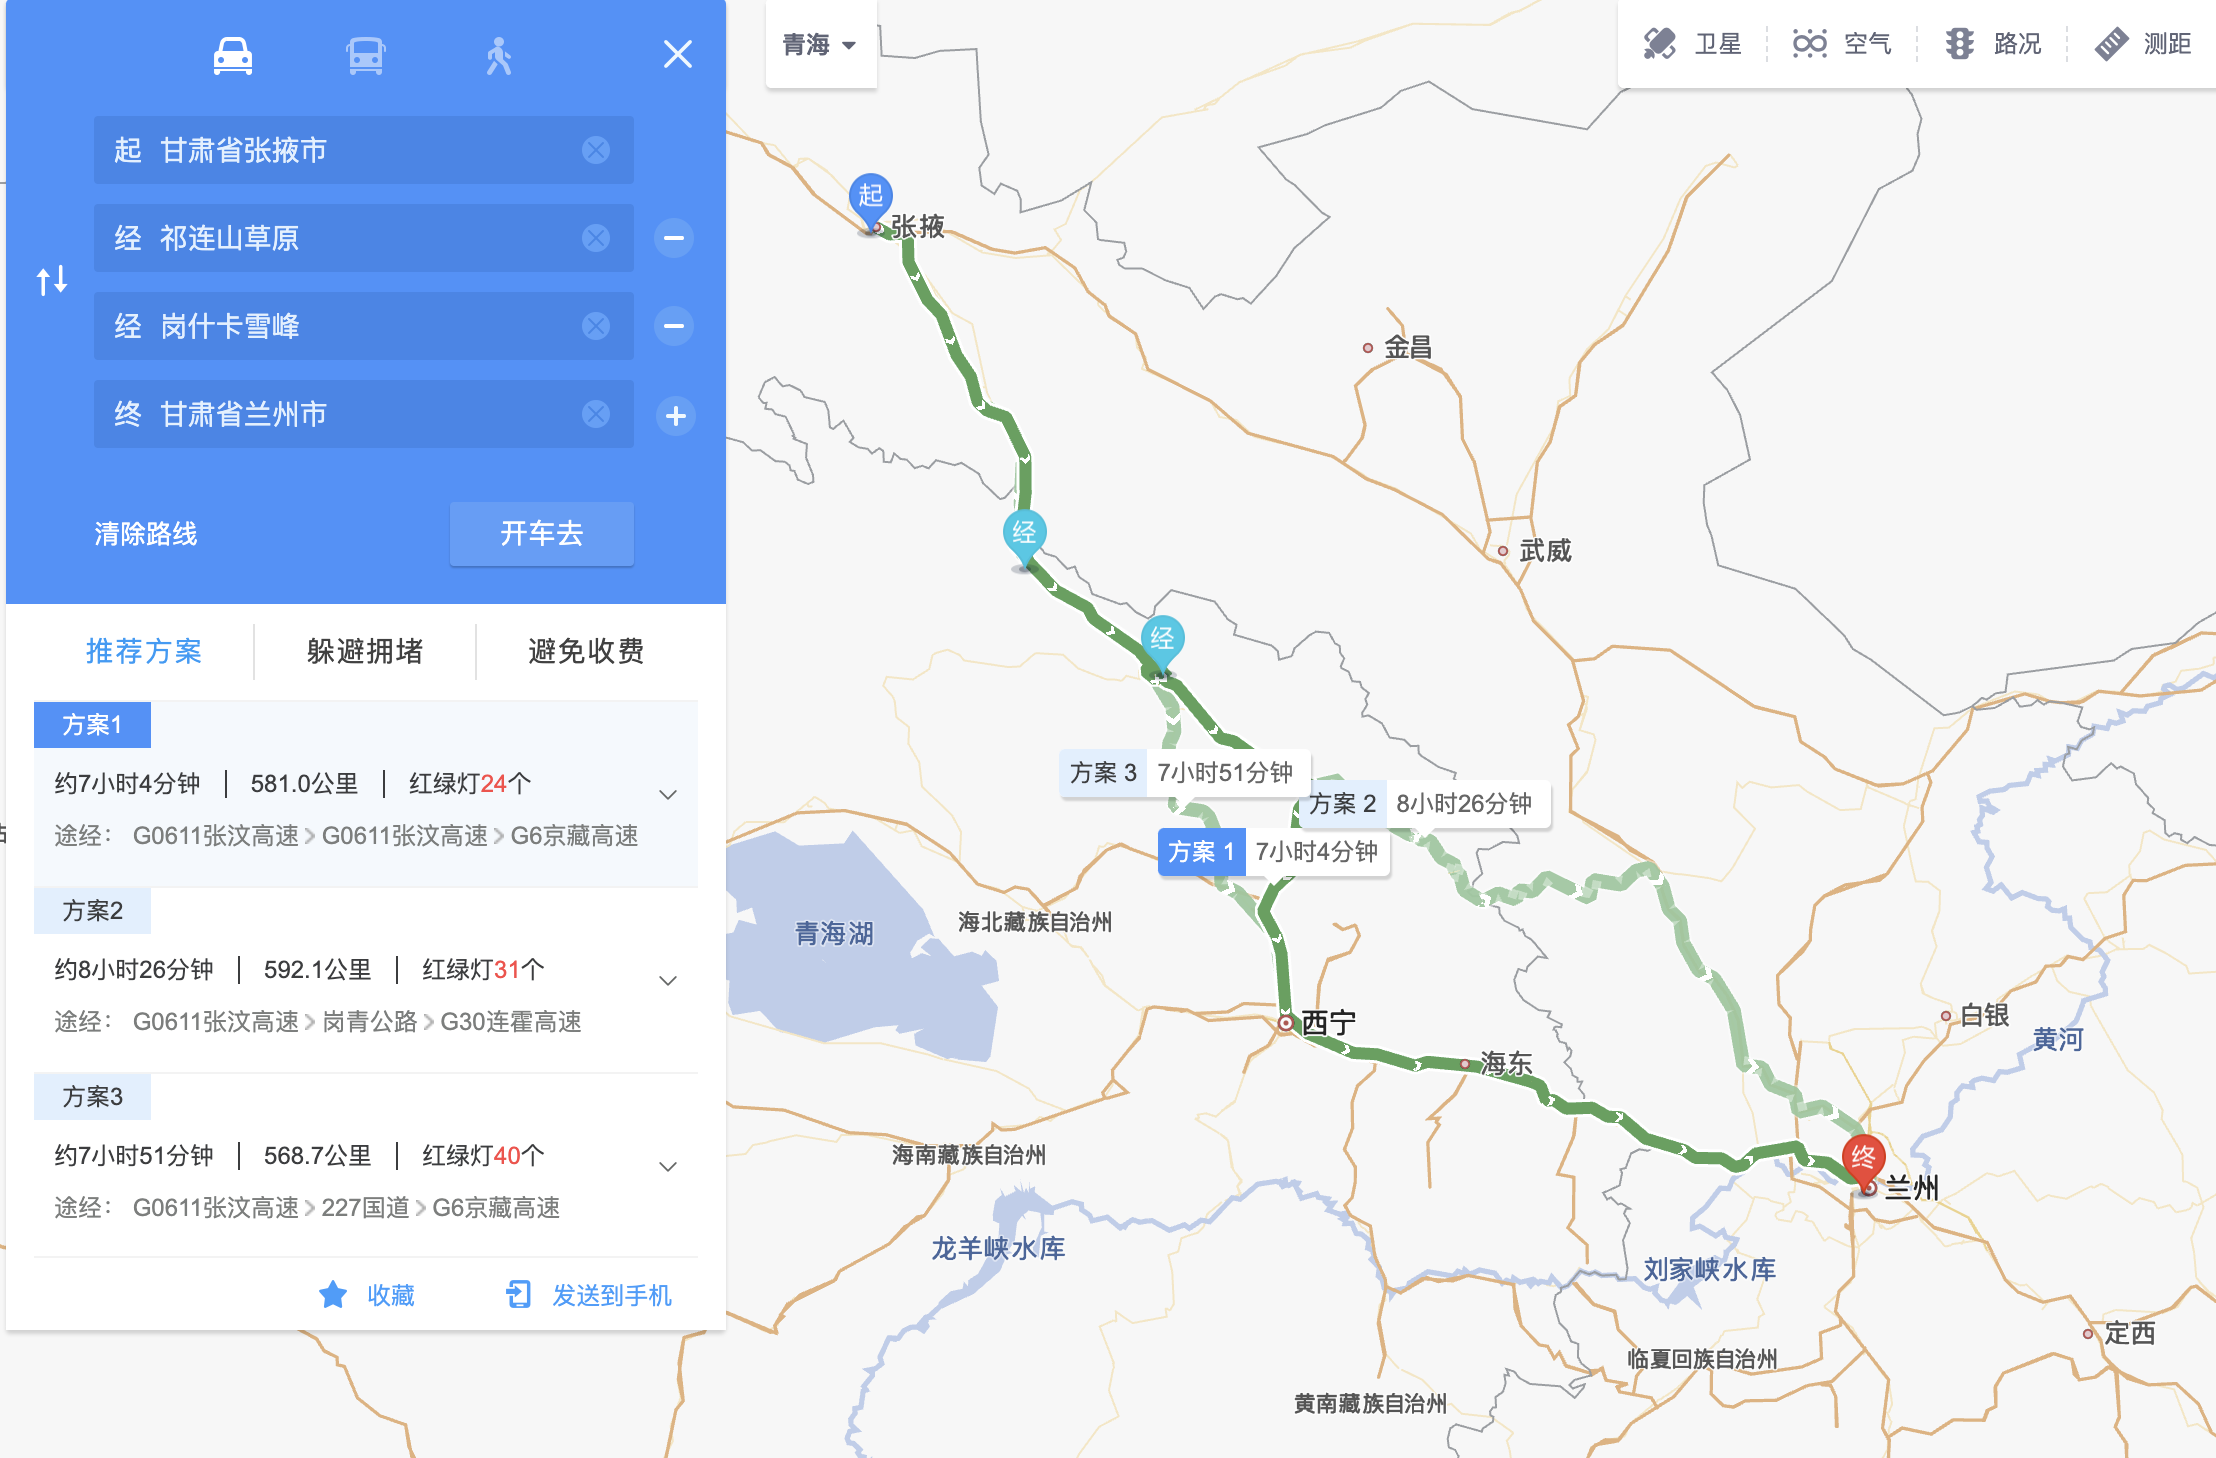 起 甘肃省张掖市
经 祁连山草原
经 岗什卡雪峰
终 甘肃省兰州市
清除路线
开车去
推荐方案
躲避拥堵
避免收费
方案1
约7小时4分钟 | 581.0公里 | 红绿灯24个
途经： G0611张汶高速 > G0611张汶高速 > G6京藏高速
方案2
约8小时26分钟 | 592.1公里 | 红绿灯31个
途经： G0611张汶高速 > 岗青公路 > G30连霍高速
方案3
约7小时51分钟 | 568.7公里 | 红绿灯40个
途经： G0611张汶高速 > 227国道 > G6京藏高速
收藏
发送到手机
青海
卫星
空气
路况
测距
起
张掖
金昌
经
武威
经
方案 3 7小时51分钟
方案 2 8小时26分钟
方案 1 7小时4分钟
青海湖
海北藏族自治州
西宁
白银
黄河
海东
海南藏族自治州
终
兰州
龙羊峡水库
刘家峡水库
定西
临夏回族自治州
黄南藏族自治州